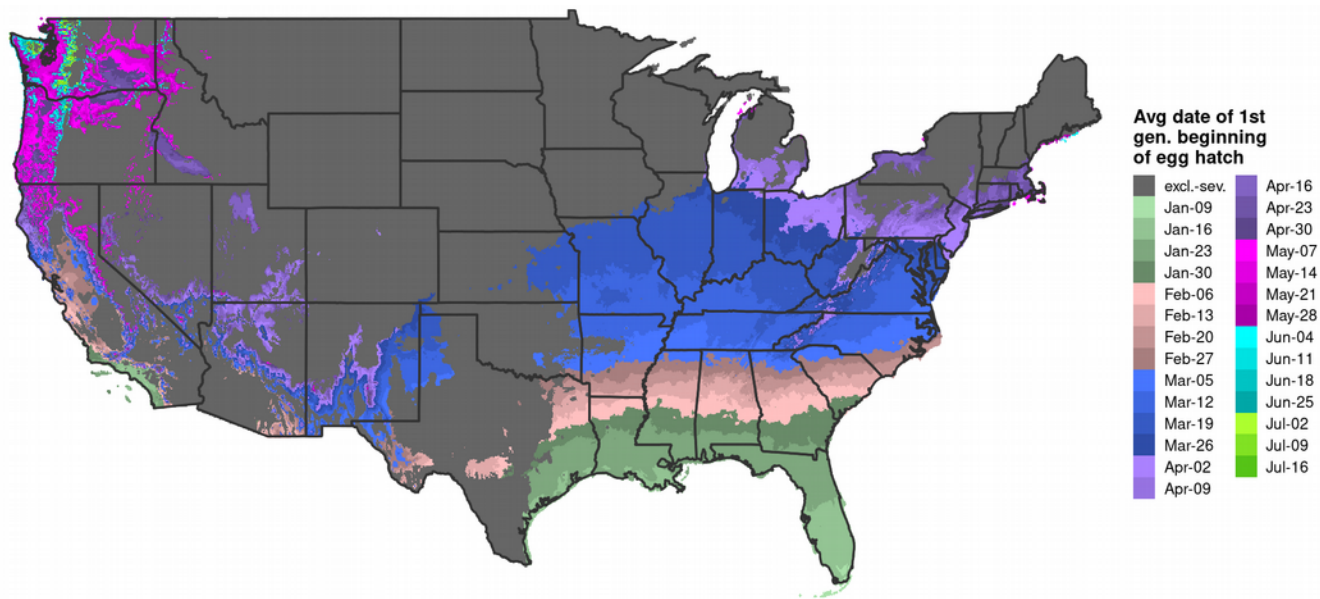 Avg date of 1st
gen. beginning
of egg hatch
excl.-sev.
Jan-09
Jan-16
Jan-23
Jan-30
Feb-06
Feb-13
Feb-20
Feb-27
Mar-05
Mar-12
Mar-19
Mar-26
Apr-02
Apr-09
Apr-16
Apr-23
Apr-30
May-07
May-14
May-21
May-28
Jun-04
Jun-11
Jun-18
Jun-25
Jul-02
Jul-09
Jul-16